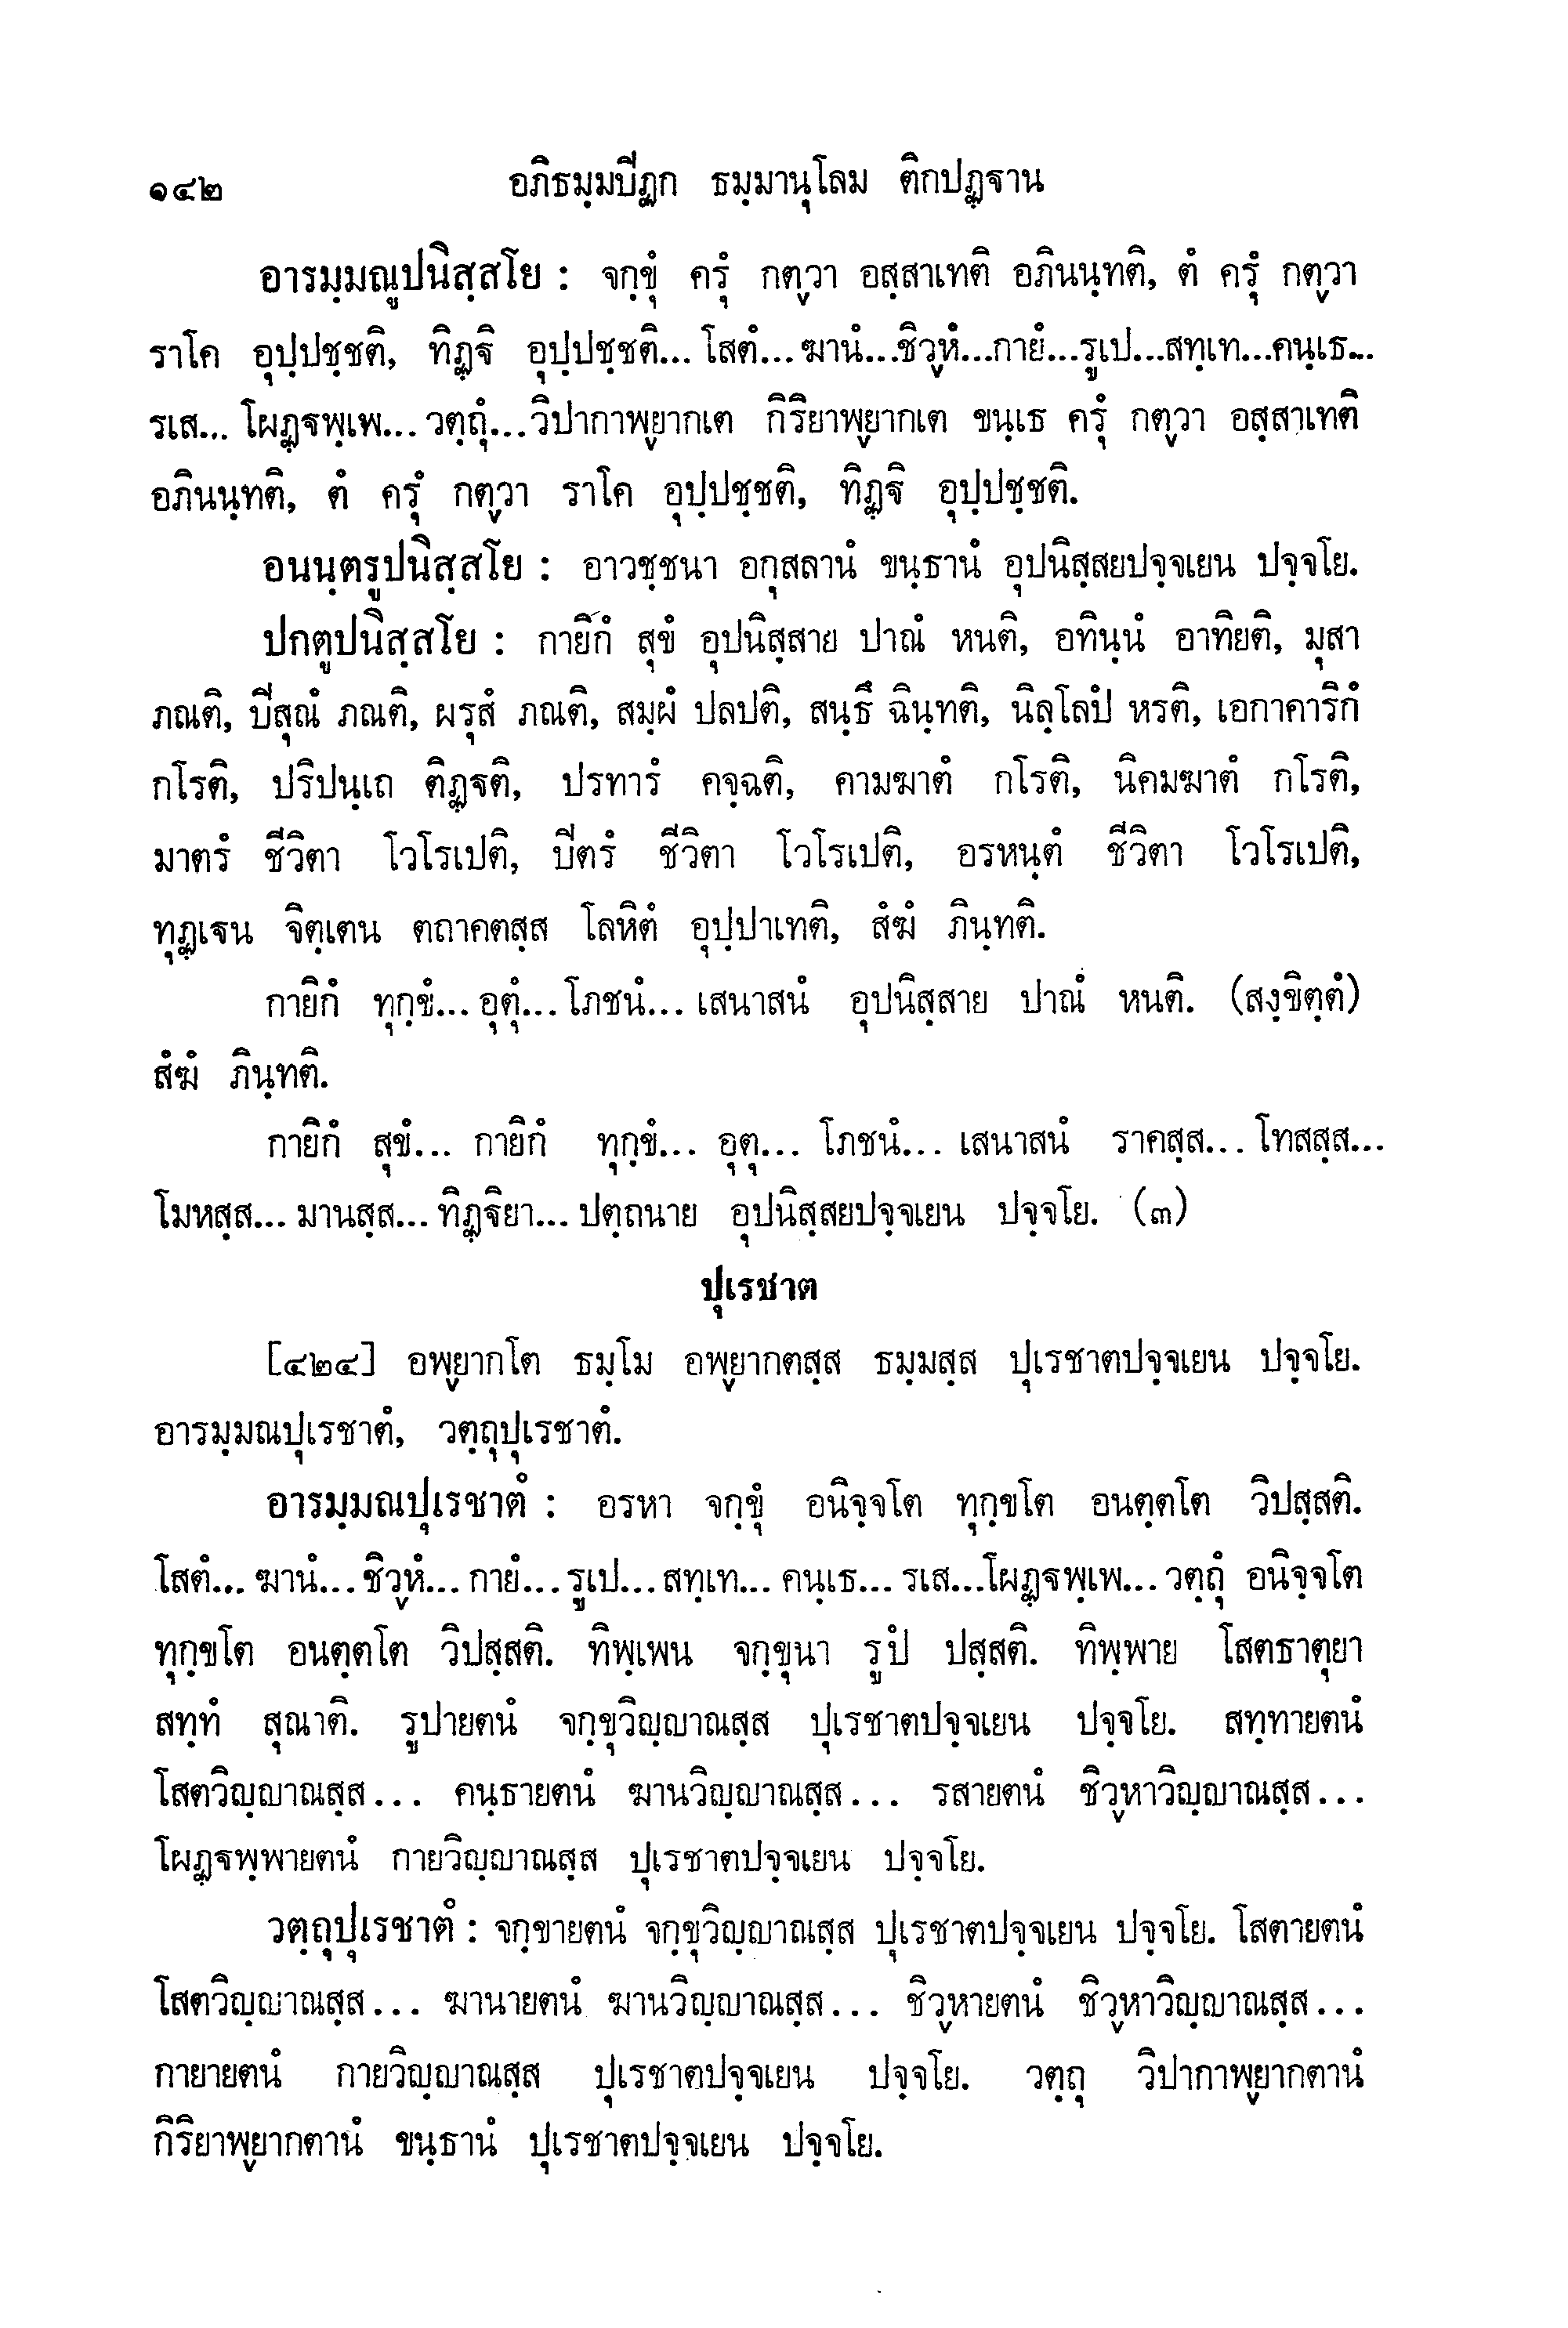 ๑๔๒ อภิธมฺมปีฏก ธมฺมานุโลม ติกปฏฺฐาน
อารมฺมณูปนิสฺสโย : จกฺขุํ ครุํ กตฺวา อสฺสาเทติ อภินนฺทติ, ตํ ครุํ กตฺวา
ราโค อุปฺปชฺชติ, ทิฏฺฐิ อุปฺปชฺชติ... โสตํ... ฆานํ...ชิวฺหํ...กายํ...รูเป...สทฺเท...คนฺเธ...
รเส... โผฏฺฐพฺเพ... วตฺถุํ...วิปากาพฺยากเต กิริยาพฺยากเต ขนฺเธ ครุํ กตฺวา อสฺสาเทติ
อภินนฺทติ, ตํ ครุํ กตฺวา ราโค อุปฺปชฺชติ, ทิฏฺฐิ อุปฺปชฺชติ.
อนนฺตรูปนิสฺสโย : อาวชฺชนา อกุสลานํ ขนฺธานํ อุปนิสฺสยปจฺจเยน ปจฺจโย.
ปกตูปนิสฺสโย : กายิกํ สุขํ อุปนิสฺสาย ปาณํ หนติ, อทินฺนํ อาทิยติ, มุสา
ภณติ, ปีสุณํ ภณติ, ผรุสํ ภณติ, สมฺผํ ปลปติ, สนฺธึ ฉินฺทติ, นิลฺโลปํ หรติ, เอกาคาริกํ
กโรติ, ปริปนฺเถ ติฏฺฐติ, ปรทารํ คจฺฉติ, คามฆาตํ กโรติ, นิคมฆาตํ กโรติ,
มาตรํ ชีวิตา โวโรเปติ, ปีตรํ ชีวิตา โวโรเปติ, อรหนฺตํ ชีวิตา โวโรเปติ,
ทุฏฺเฐน จิตฺเตน ตถาคตสฺส โลหิตํ อุปฺปาเทติ, สํฆํ ภินฺทติ.
กายิกํ ทุกฺขํ... อุตุํ... โภชนํ... เสนาสนํ อุปนิสฺสาย ปาณํ หนติ. (สงฺขิตฺตํ)
สํฆํ ภินฺทติ.
กายิกํ สุขํ... กายิกํ ทุกฺขํ... อุตุ... โภชนํ... เสนาสนํ ราคสฺส... โทสสฺส...
โมหสฺส... มานสฺส... ทิฏฺฐิยา... ปตฺถนาย อุปนิสฺสยปจฺจเยน ปจฺจโย. (๓)
ปุเรชาต
[๔๒๔] อพฺยากโต ธมฺโม อพฺยากตสฺส ธมฺมสฺส ปุเรชาตปจฺจเยน ปจฺจโย.
อารมฺมณปุเรชาตํ, วตฺถุปุเรชาตํ.
อารมฺมณปุเรชาตํ : อรหา จกฺขุํ อนิจฺจโต ทุกฺขโต อนตฺตโต วิปสฺสติ.
โสตํ... ฆานํ... ชิวฺหํ... กายํ... รูเป... สทฺเท... คนฺเธ... รเส...โผฏฺฐพฺเพ... วตฺถุํ อนิจฺจโต
ทุกฺขโต อนตฺตโต วิปสฺสติ. ทิพฺเพน จกฺขุนา รูปํ ปสฺสติ. ทิพฺพาย โสตธาตุยา
สทฺทํ สุณาติ. รูปายตนํ จกฺขุวิญฺญาณสฺส ปุเรชาตปจฺจเยน ปจฺจโย. สทฺทายตนํ
โสตวิญฺญาณสฺส... คนฺธายตนํ ฆานวิญฺญาณสฺส... รสายตนํ ชิวฺหาวิญฺญาณสฺส...
โผฏฺฐพฺพายตนํ กายวิญฺญาณสฺส ปุเรชาตปจฺจเยน ปจฺจโย.
วตฺถุปุเรชาตํ : จกฺขายตนํ จกฺขุวิญฺญาณสฺส ปุเรชาตปจฺจเยน ปจฺจโย. โสตายตนํ
โสตวิญฺญาณสฺส... ฆานายตนํ ฆานวิญฺญาณสฺส... ชิวฺหายตนํ ชิวฺหาวิญฺญาณสฺส...
กายายตนํ กายวิญฺญาณสฺส ปุเรชาตปจฺจเยน ปจฺจโย. วตฺถุ วิปากาพฺยากตานํ
กิริยาพฺยากตานํ ขนฺธานํ ปุเรชาตปจฺจเยน ปจฺจโย.